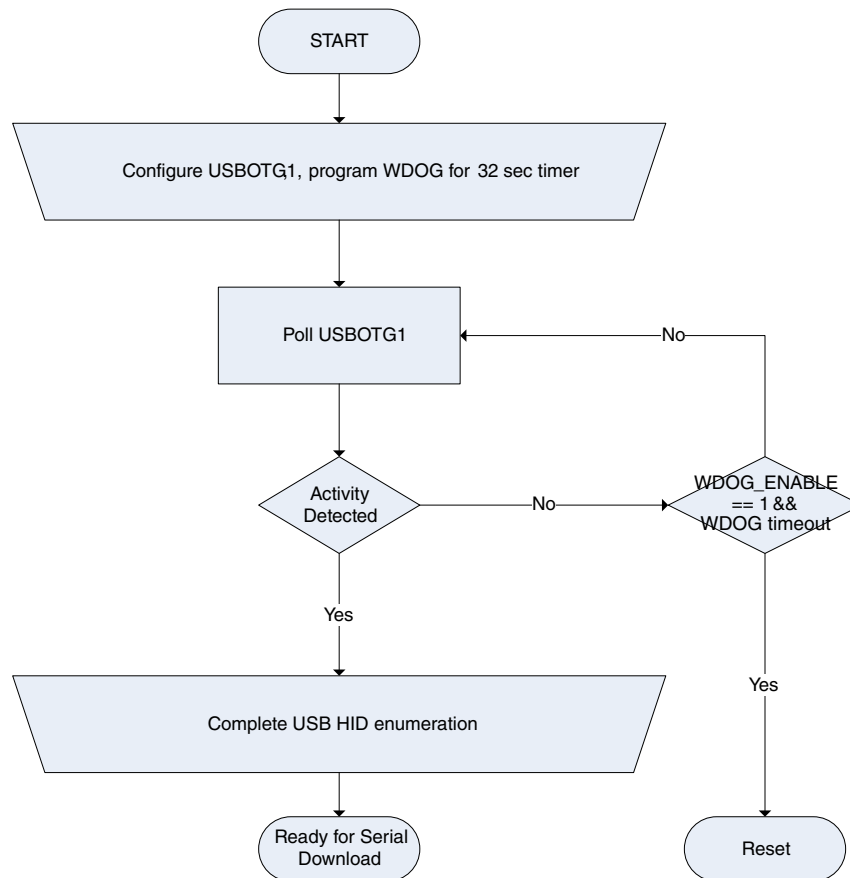 START
Configure USBOTG1, program WDOG for 32 sec timer
Poll USBOTG1
No
Activity
Detected
No
WDOG_ENABLE
== 1 &&
WDOG timeout
Yes
Yes
Complete USB HID enumeration
Ready for Serial
Download
Reset